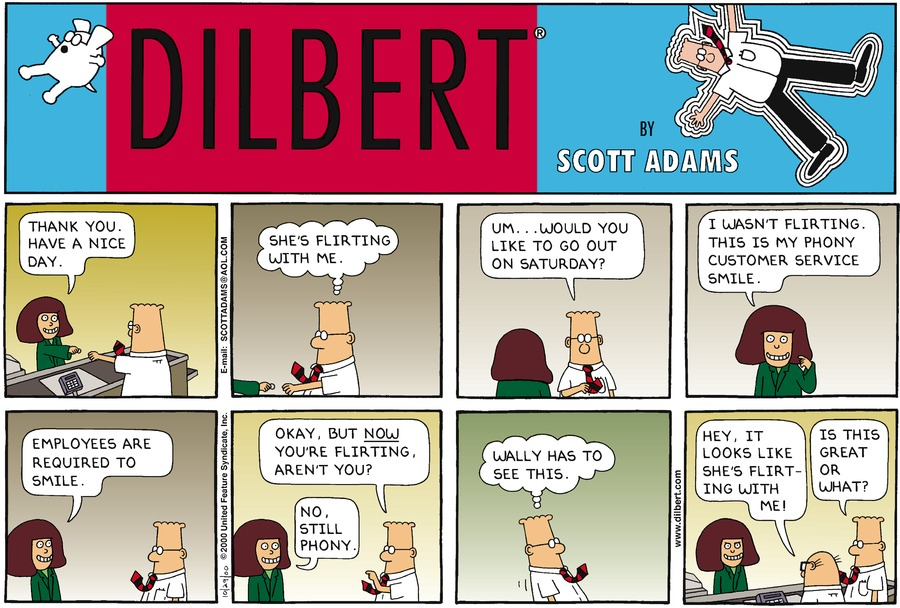 DILBERT®
BY
SCOTT ADAMS
THANK YOU.
HAVE A NICE
DAY.
E-mail: SCOTTADAMS@AOL.COM
SHE'S FLIRTING
WITH ME.
UM...WOULD YOU
LIKE TO GO OUT
ON SATURDAY?
I WASN'T FLIRTING.
THIS IS MY PHONY
CUSTOMER SERVICE
SMILE.
EMPLOYEES ARE
REQUIRED TO
SMILE.
10/29/00 © 2000 United Feature Syndicate, Inc.
OKAY, BUT NOW
YOU'RE FLIRTING,
AREN'T YOU?
NO,
STILL
PHONY.
WALLY HAS TO
SEE THIS.
www.dilbert.com
HEY, IT
LOOKS LIKE
SHE'S FLIRT-
ING WITH
ME!
IS THIS
GREAT
OR
WHAT?